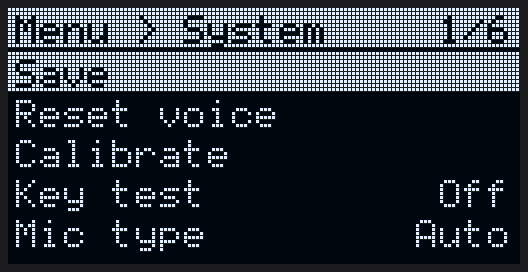 Menu > System 1/6
Save
Reset voice
Calibrate
Key test Off
Mic type Auto